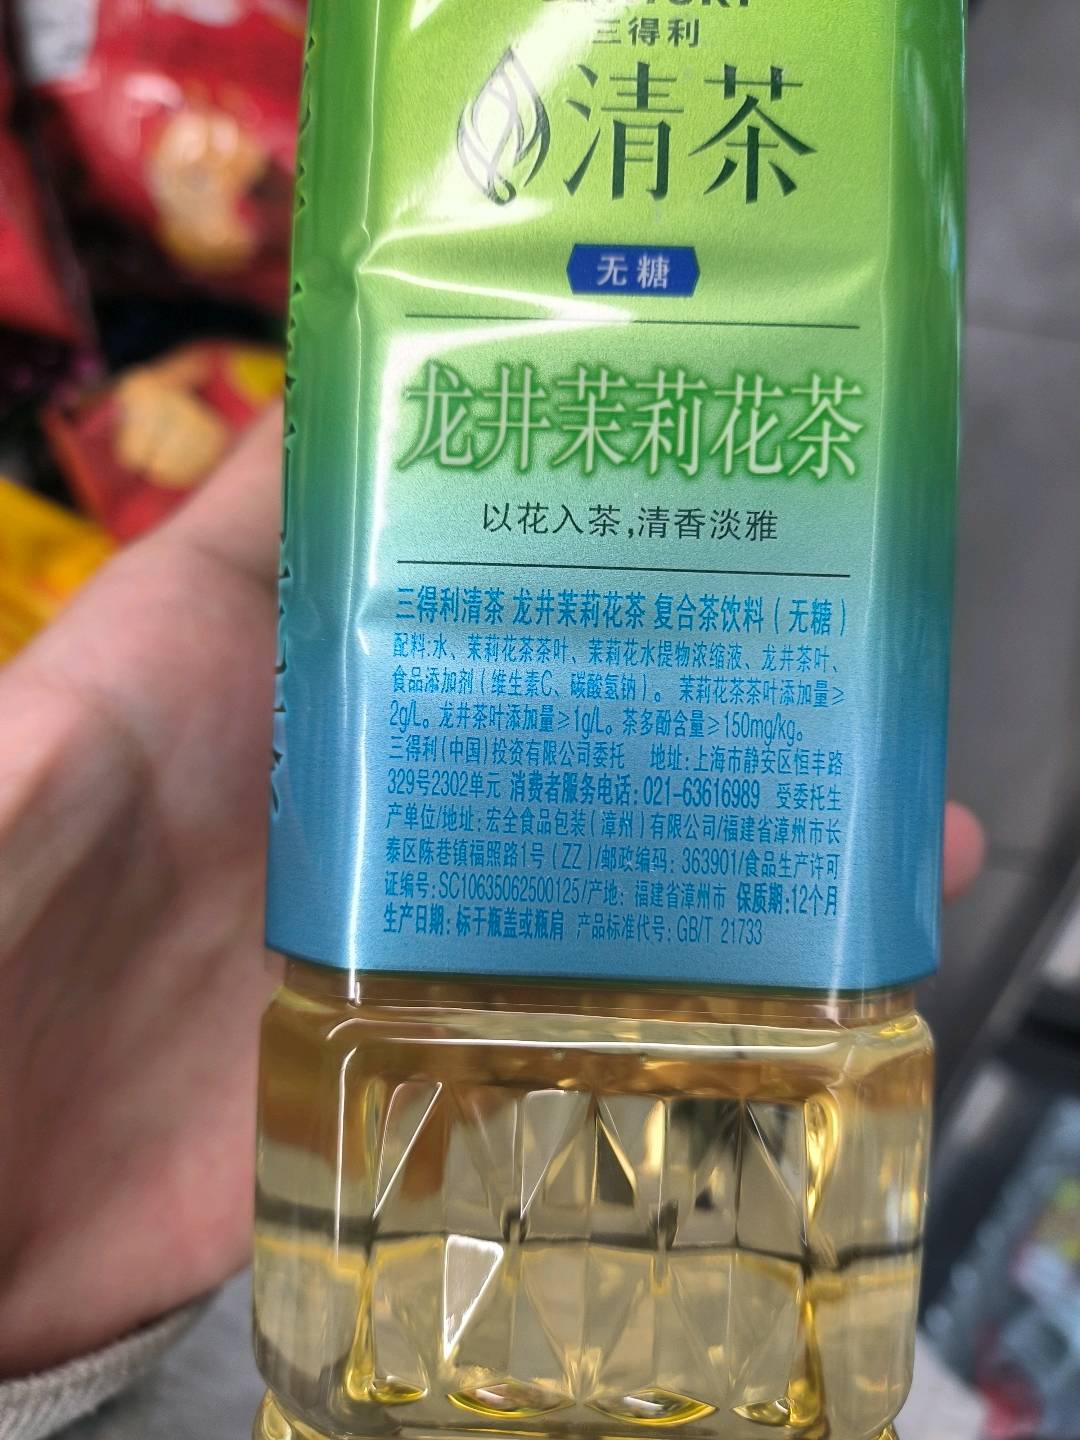 三得利
清茶
无糖
龙井茉莉花茶
以花入茶,清香淡雅
三得利清茶 龙井茉莉花茶 复合茶饮料(无糖)
配料:水、茉莉花茶茶叶、茉莉花水提物浓缩液、龙井茶叶、
食品添加剂(维生素C、碳酸氢钠)。 茉莉花茶茶叶添加量≥
2g/L。龙井茶叶添加量≥1g/L。茶多酚含量≥150mg/kg。
三得利(中国)投资有限公司委托 地址:上海市静安区恒丰路
329号2302单元 消费者服务电话:021-63616989 受委托生
产单位/地址:宏全食品包装(漳州)有限公司/福建省漳州市长
泰区陈巷镇福照路1号(ZZ)/邮政编码:363901/食品生产许可
证编号:SC10635062500125/产地:福建省漳州市 保质期:12个月
生产日期:标于瓶盖或瓶肩 产品标准代号:GB/T 21733